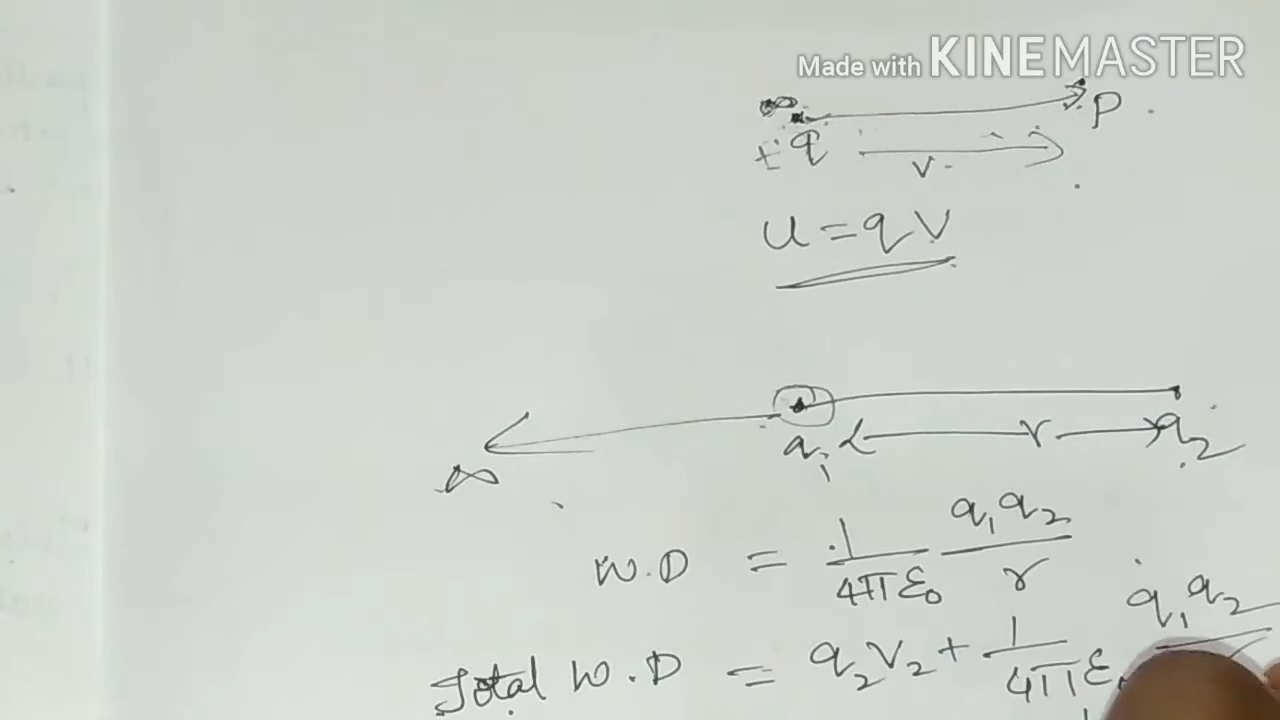 Made with KINEMASTER
∞ P
+q V
U = qV
q₁ r q₂
∞
W.D = 1/4πε₀ q₁q₂/r
Total W.D = q₂V₂ + 1/4πε q₁q₂